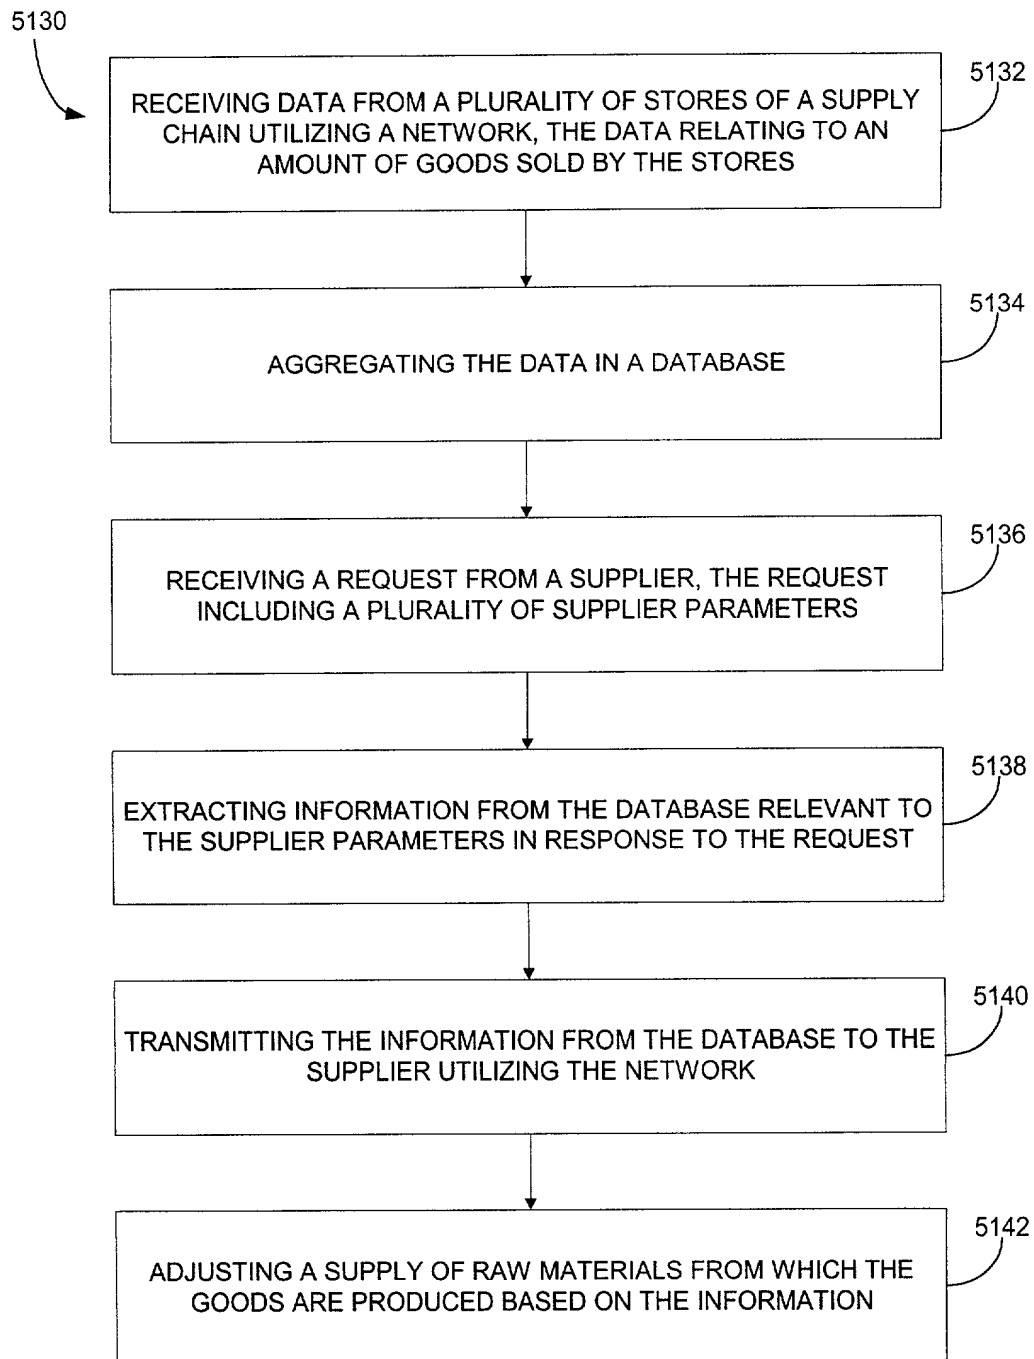 5130
5132
RECEIVING DATA FROM A PLURALITY OF STORES OF A SUPPLY
CHAIN UTILIZING A NETWORK, THE DATA RELATING TO AN
AMOUNT OF GOODS SOLD BY THE STORES
5134
AGGREGATING THE DATA IN A DATABASE
5136
RECEIVING A REQUEST FROM A SUPPLIER, THE REQUEST
INCLUDING A PLURALITY OF SUPPLIER PARAMETERS
5138
EXTRACTING INFORMATION FROM THE DATABASE RELEVANT TO
THE SUPPLIER PARAMETERS IN RESPONSE TO THE REQUEST
5140
TRANSMITTING THE INFORMATION FROM THE DATABASE TO THE
SUPPLIER UTILIZING THE NETWORK
5142
ADJUSTING A SUPPLY OF RAW MATERIALS FROM WHICH THE
GOODS ARE PRODUCED BASED ON THE INFORMATION